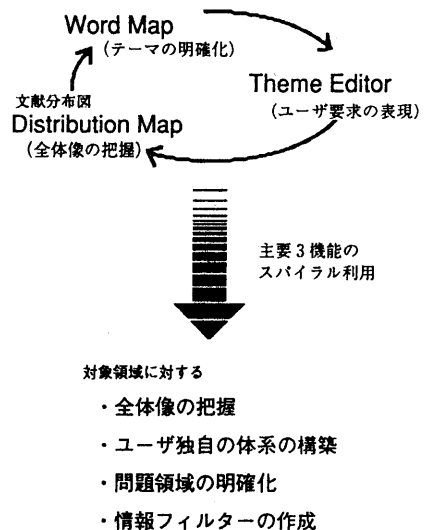 Word Map
(テーマの明確化)
Theme Editor
(ユーザ要求の表現)
文献分布図
Distribution Map
(全体像の把握)
主要3機能の
スパイラル利用
対象領域に対する
・全体像の把握
・ユーザ独自の体系の構築
・問題領域の明確化
・情報フィルターの作成